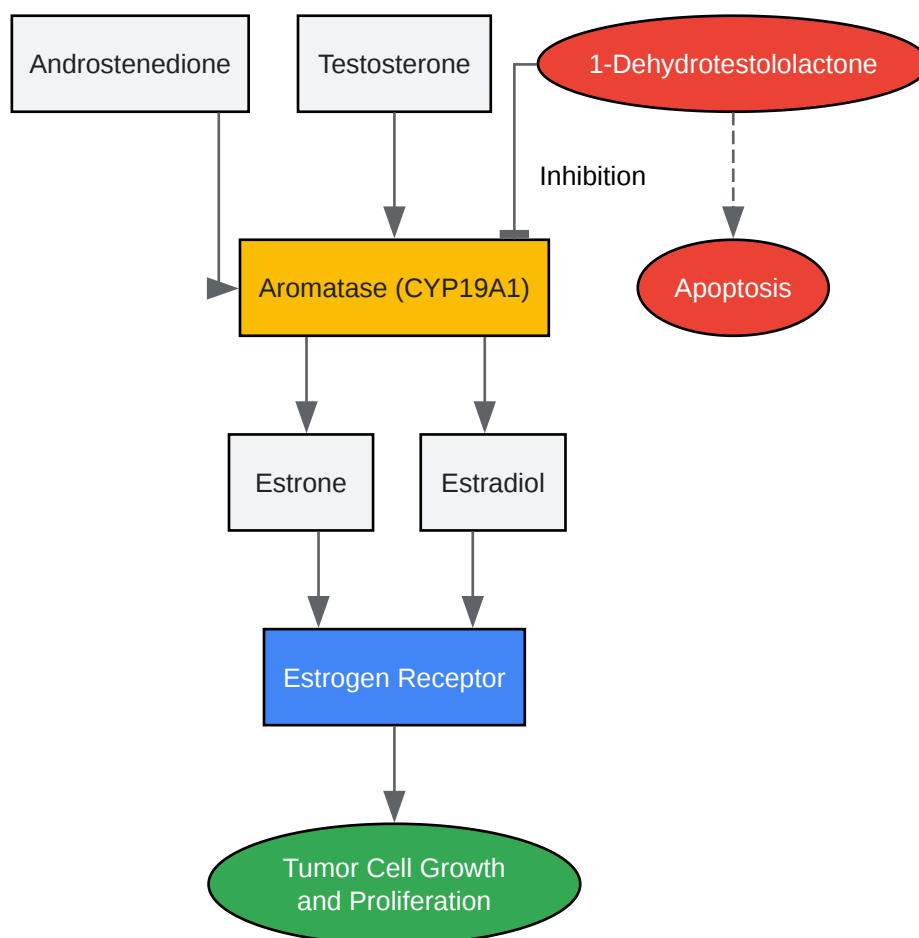 Androstenedione
Testosterone
1-Dehydrotestololactone
Inhibition
Aromatase (CYP19A1)
Apoptosis
Estrone
Estradiol
Estrogen Receptor
Tumor Cell Growth
and Proliferation